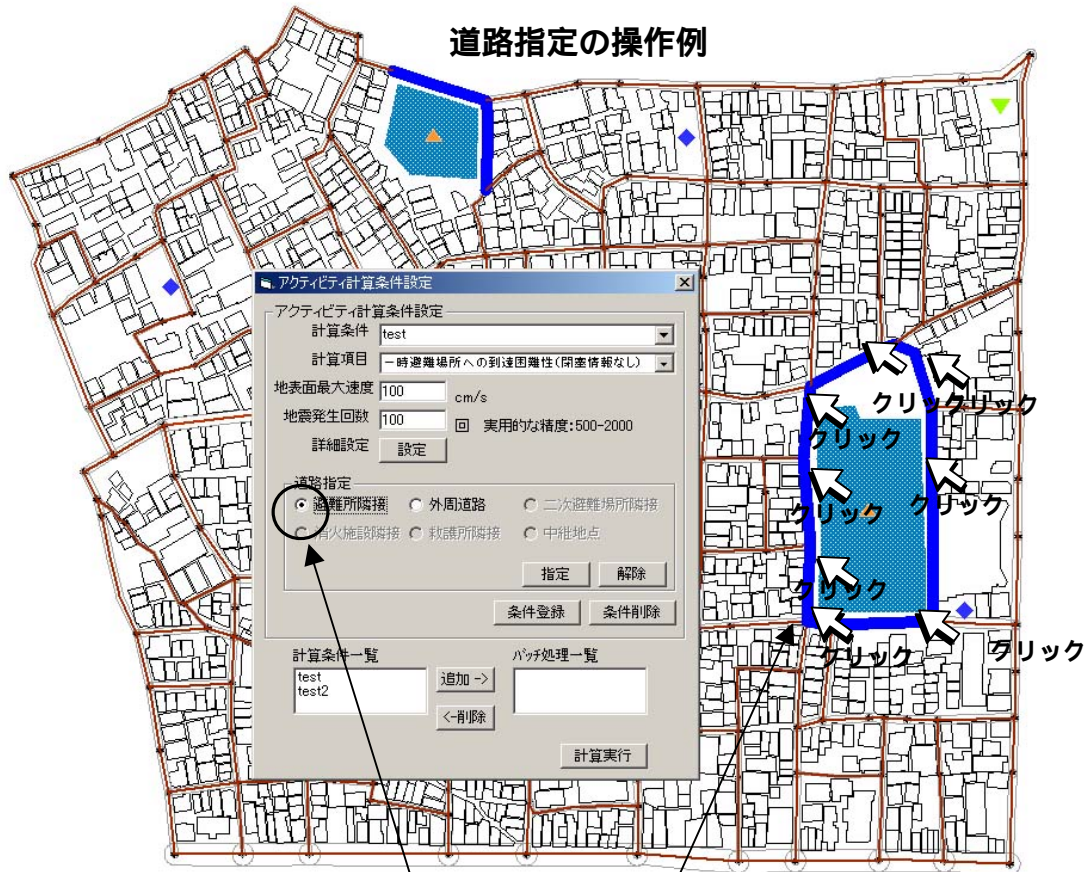 道路指定の操作例
アクティビティ計算条件設定
アクティビティ計算条件設定
計算条件 test
計算項目 一時避難場所への到達困難性(閉塞情報なし)
地表面最大速度 100 cm/s
地震発生回数 100 回 実用的な精度:500-2000
詳細設定 設定
道路指定
避難所隣接 外周道路 二次避難場所隣接
消火施設隣接 救護所隣接 中継地点
指定 解除
条件登録 条件削除
計算条件一覧 バッチ処理一覧
test
test2
追加 ->
<-削除
計算実行
クリック
クリック
クリック
クリック
クリック
クリック
クリック
クリック